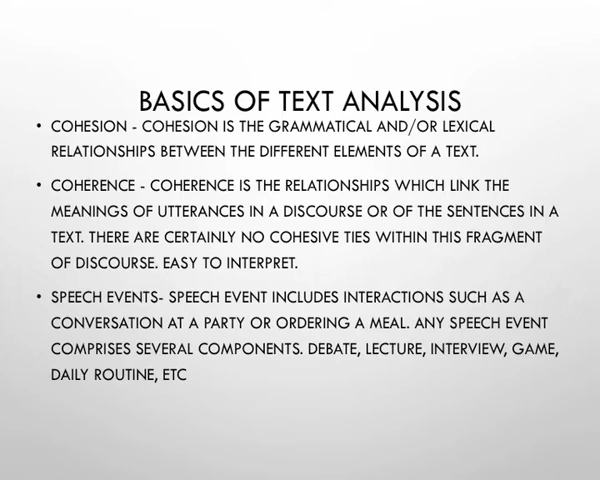 BASICS OF TEXT ANALYSIS
• COHESION - COHESION IS THE GRAMMATICAL AND/OR LEXICAL
RELATIONSHIPS BETWEEN THE DIFFERENT ELEMENTS OF A TEXT.
• COHERENCE - COHERENCE IS THE RELATIONSHIPS WHICH LINK THE
MEANINGS OF UTTERANCES IN A DISCOURSE OR OF THE SENTENCES IN A
TEXT. THERE ARE CERTAINLY NO COHESIVE TIES WITHIN THIS FRAGMENT
OF DISCOURSE. EASY TO INTERPRET.
• SPEECH EVENTS- SPEECH EVENT INCLUDES INTERACTIONS SUCH AS A
CONVERSATION AT A PARTY OR ORDERING A MEAL. ANY SPEECH EVENT
COMPRISES SEVERAL COMPONENTS. DEBATE, LECTURE, INTERVIEW, GAME,
DAILY ROUTINE, ETC